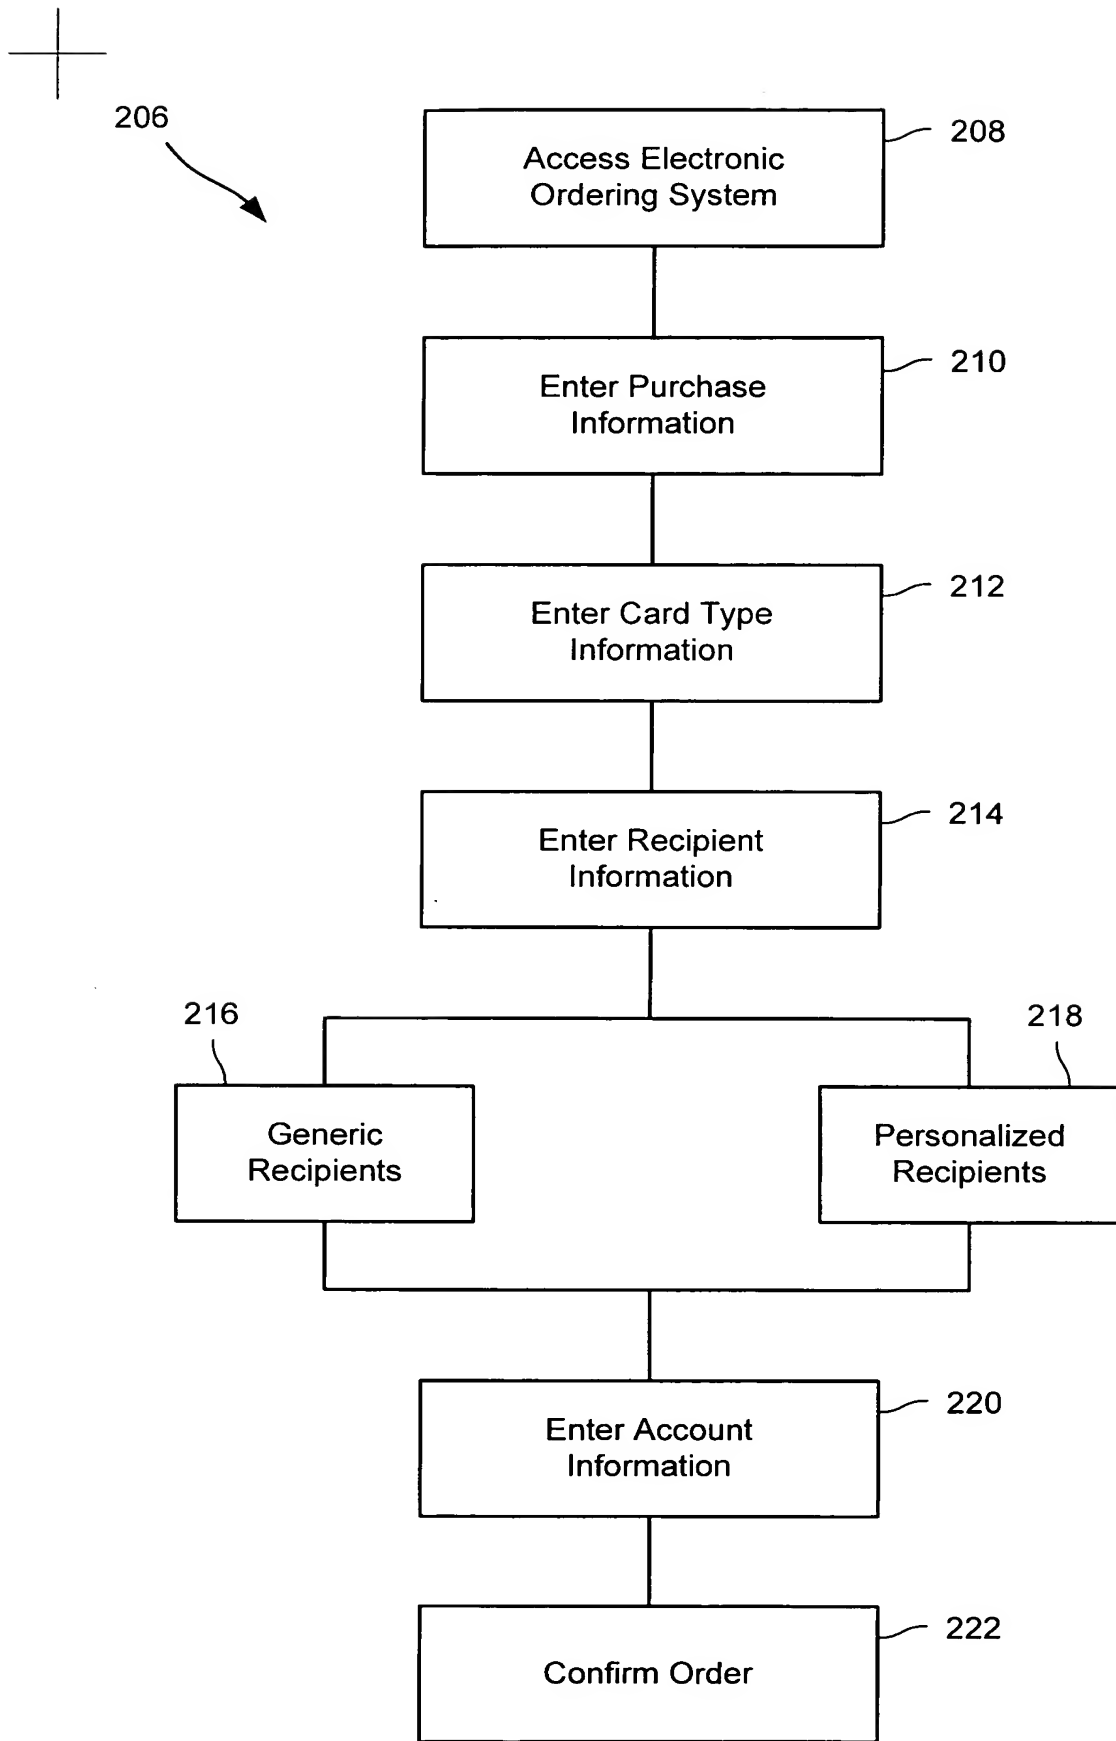 206
Access Electronic
Ordering System
208
Enter Purchase
Information
210
Enter Card Type
Information
212
Enter Recipient
Information
214
216
Generic
Recipients
218
Personalized
Recipients
Enter Account
Information
220
Confirm Order
222